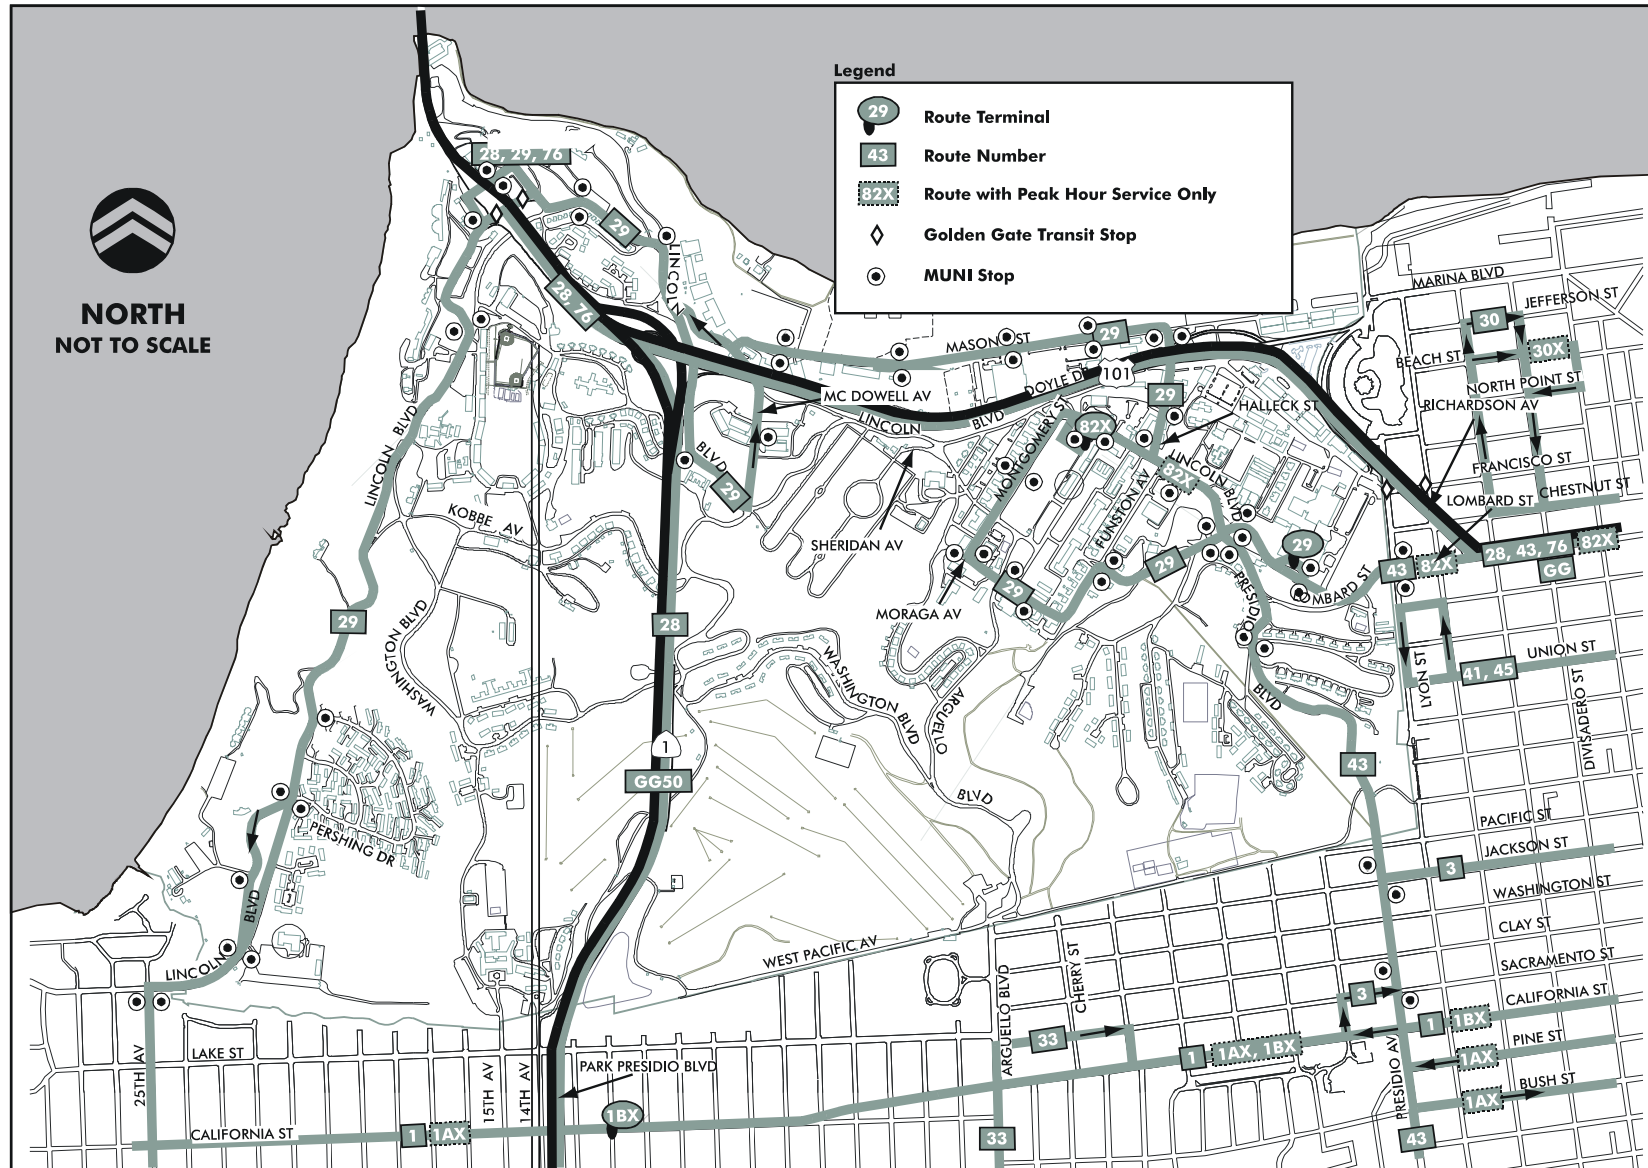 Legend
29 Route Terminal
43 Route Number
82X Route with Peak Hour Service Only
Golden Gate Transit Stop
MUNI Stop
NORTH
NOT TO SCALE
28, 29, 76
29
LINCOLN
28, 76
MARINA BLVD
JEFFERSON ST
30
30X
BEACH ST
NORTH POINT ST
RICHARDSON AV
MASON ST
29
DOYLE DR
101
MC DOWELL AV
29
HALLECK ST
LINCOLN BLVD
LINCOLN BLVD
82X
MONTGOMERY ST
BLVD
29
82X
LINCOLN BLVD
FRANCISCO ST
CHESTNUT ST
LOMBARD ST
KOBBE AV
SHERIDAN AV
FUNSTON AV
29
28, 43, 76
82X
GG
43
82X
29
29
LOMBARD ST
MORAGA AV
PRESIDIO
BLVD
29
28
WASHINGTON BLVD
WASHINGTON BLVD
ARGUELLO
BLVD
LYON ST
UNION ST
41, 45
DIVISADERO ST
1
GG50
43
PERSHING DR
BLVD
PACIFIC ST
JACKSON ST
3
WASHINGTON ST
CLAY ST
SACRAMENTO ST
CALIFORNIA ST
LINCOLN
WEST PACIFIC AV
CHERRY ST
ARGUELLO BLVD
3
1
1BX
PINE ST
33
1
1AX, 1BX
1AX
BUSH ST
1AX
LAKE ST
25TH AV
15TH AV
14TH AV
PARK PRESIDIO BLVD
PRESIDIO AV
1BX
CALIFORNIA ST
1
1AX
33
43